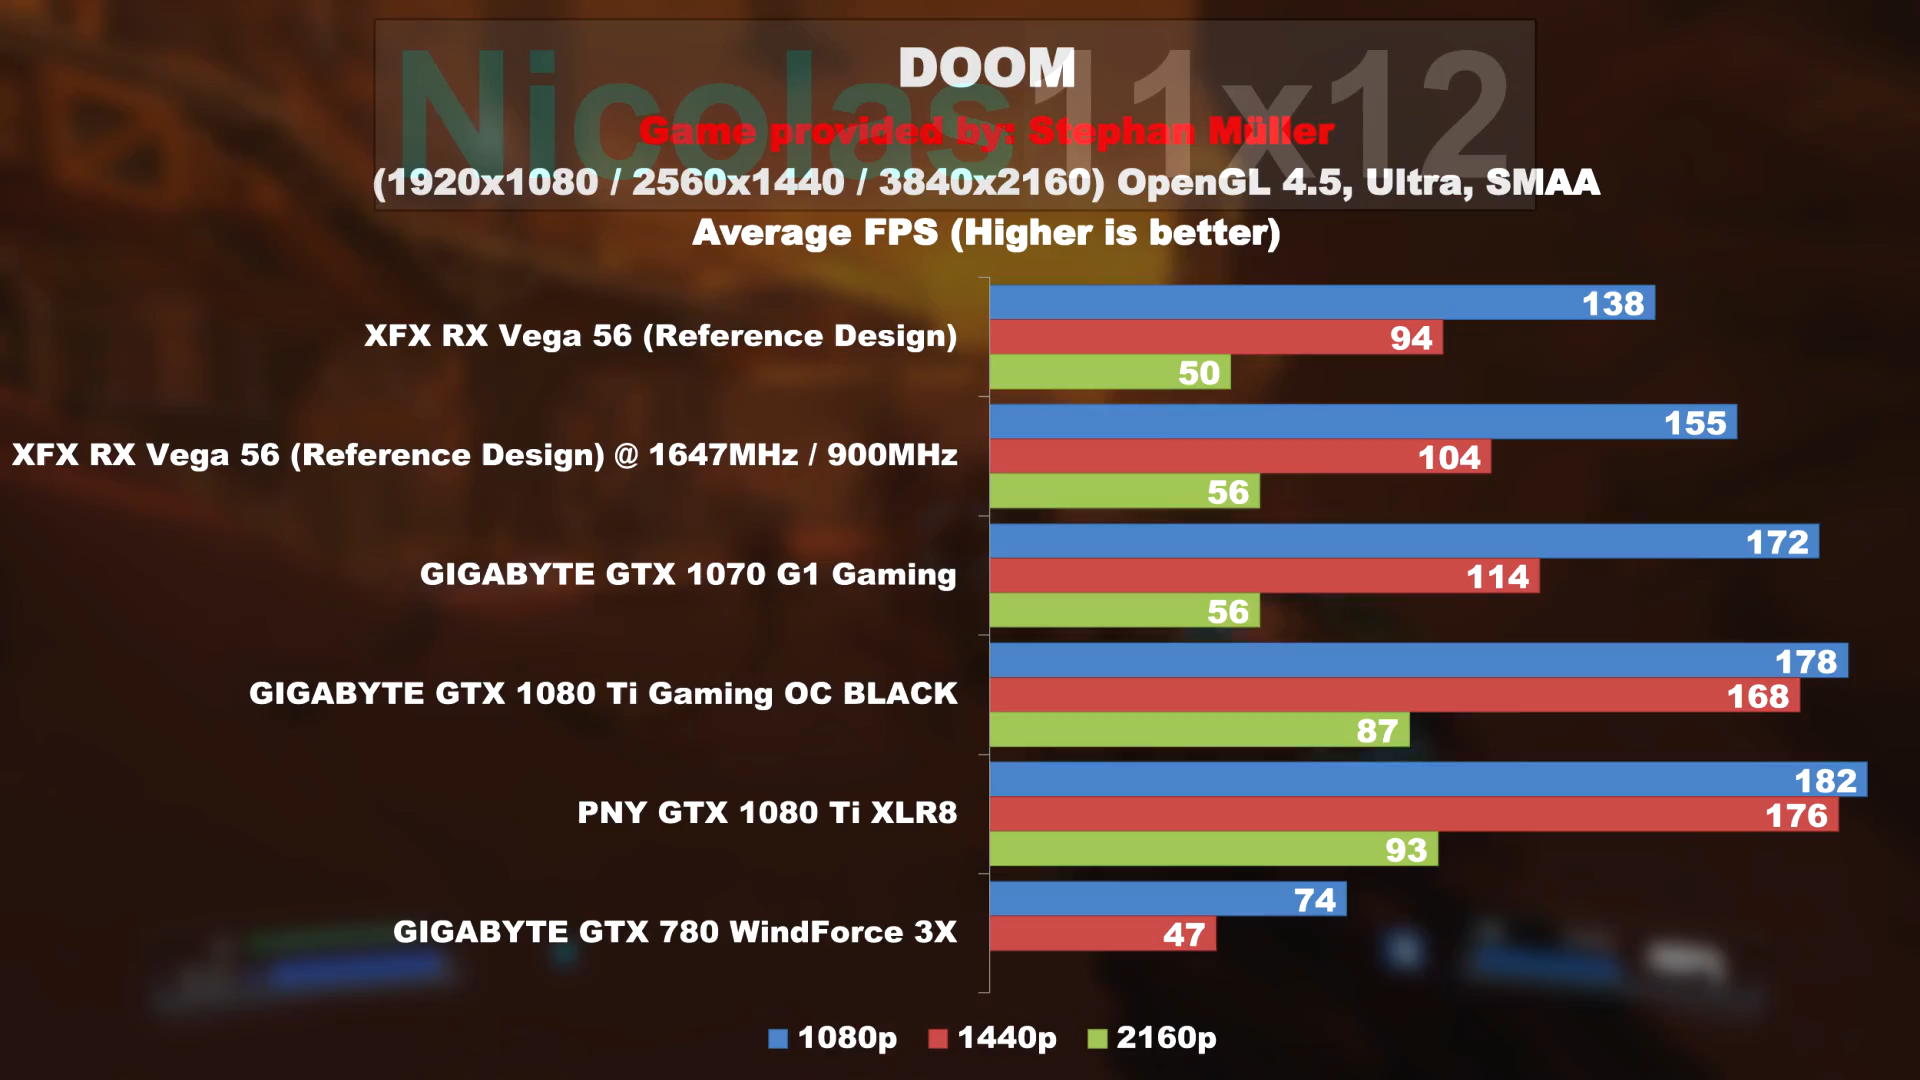 Nicolas11x12
DOOM
Game provided by: Stephan Müller
(1920x1080 / 2560x1440 / 3840x2160) OpenGL 4.5, Ultra, SMAA
Average FPS (Higher is better)
138
XFX RX Vega 56 (Reference Design)
94
50
155
XFX RX Vega 56 (Reference Design) @ 1647MHz / 900MHz
104
56
172
GIGABYTE GTX 1070 G1 Gaming
114
56
178
GIGABYTE GTX 1080 Ti Gaming OC BLACK
168
87
182
PNY GTX 1080 Ti XLR8
176
93
74
GIGABYTE GTX 780 WindForce 3X
47
1080p 1440p 2160p